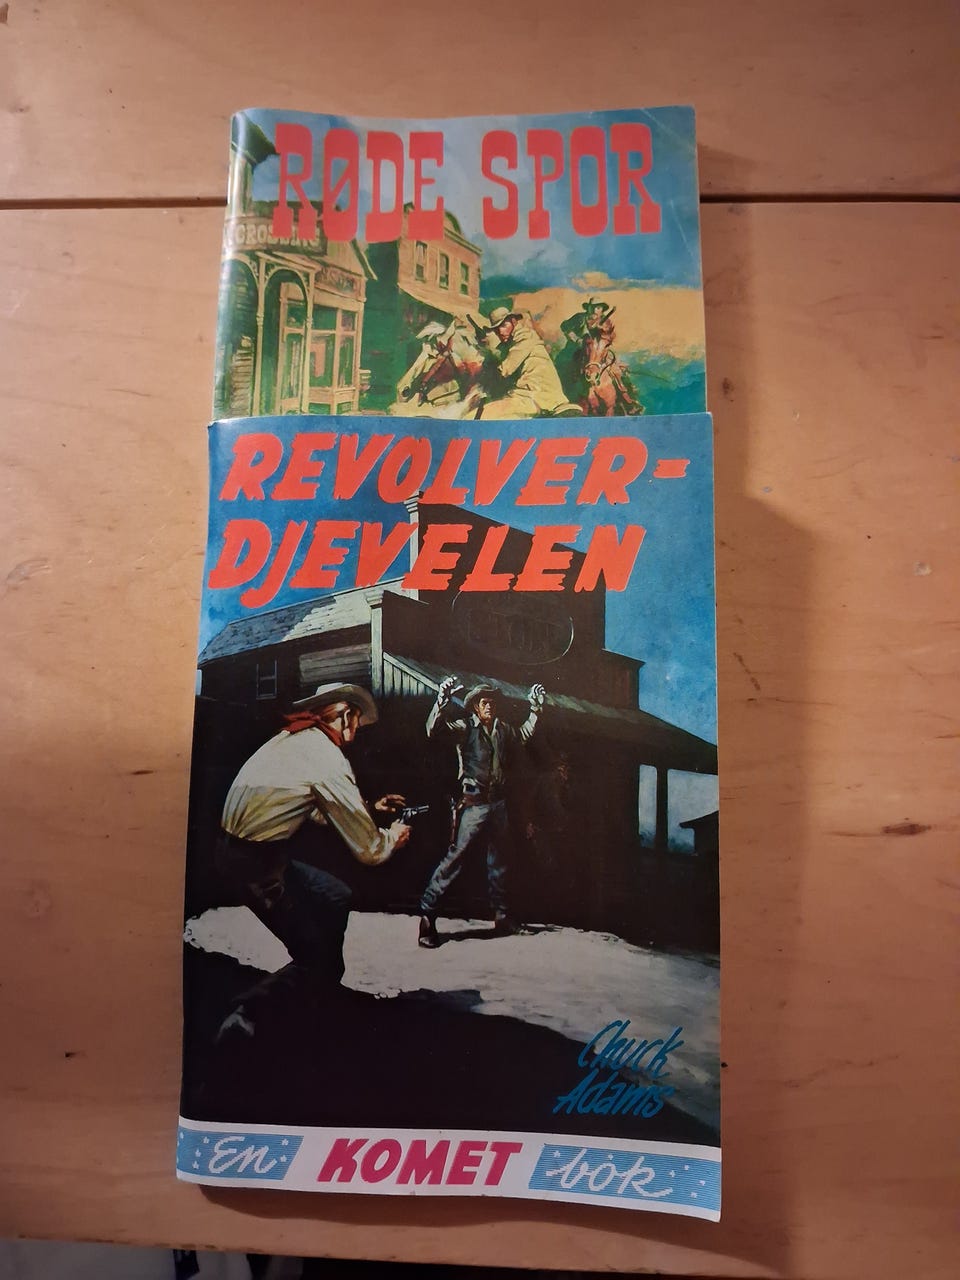 RØDE SPOR
CROSSING
REVOLVER=
DJEVELEN
Chuck
Adams
En KOMET bok